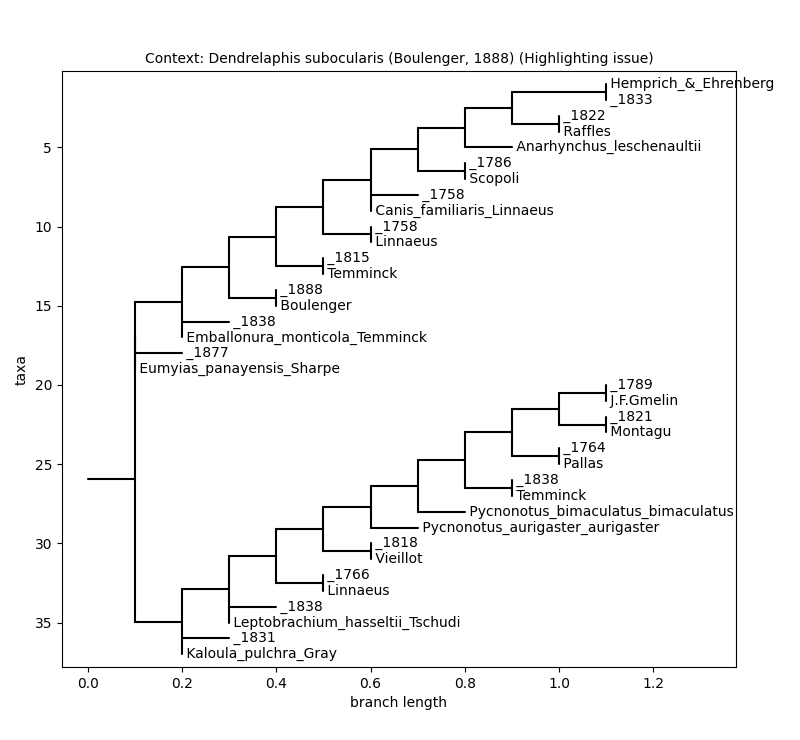 Context: Dendrelaphis subocularis (Boulenger, 1888) (Highlighting issue)
Hemprich_&_Ehrenberg
_1833
_1822
Raffles
Anarhynchus_leschenaultii
_1786
Scopoli
_1758
Canis_familiaris_Linnaeus
_1758
Linnaeus
_1815
Temminck
_1888
Boulenger
_1838
Emballonura_monticola_Temminck
_1877
Eumyias_panayensis_Sharpe
_1789
J.F.Gmelin
_1821
Montagu
_1764
Pallas
_1838
Temminck
Pycnonotus_bimaculatus_bimaculatus
Pycnonotus_aurigaster_aurigaster
_1818
Vieillot
_1766
Linnaeus
_1838
Leptobrachium_hasseltii_Tschudi
_1831
Kaloula_pulchra_Gray
5
10
15
20
25
30
35
taxa
0.0 0.2 0.4 0.6 0.8 1.0 1.2
branch length